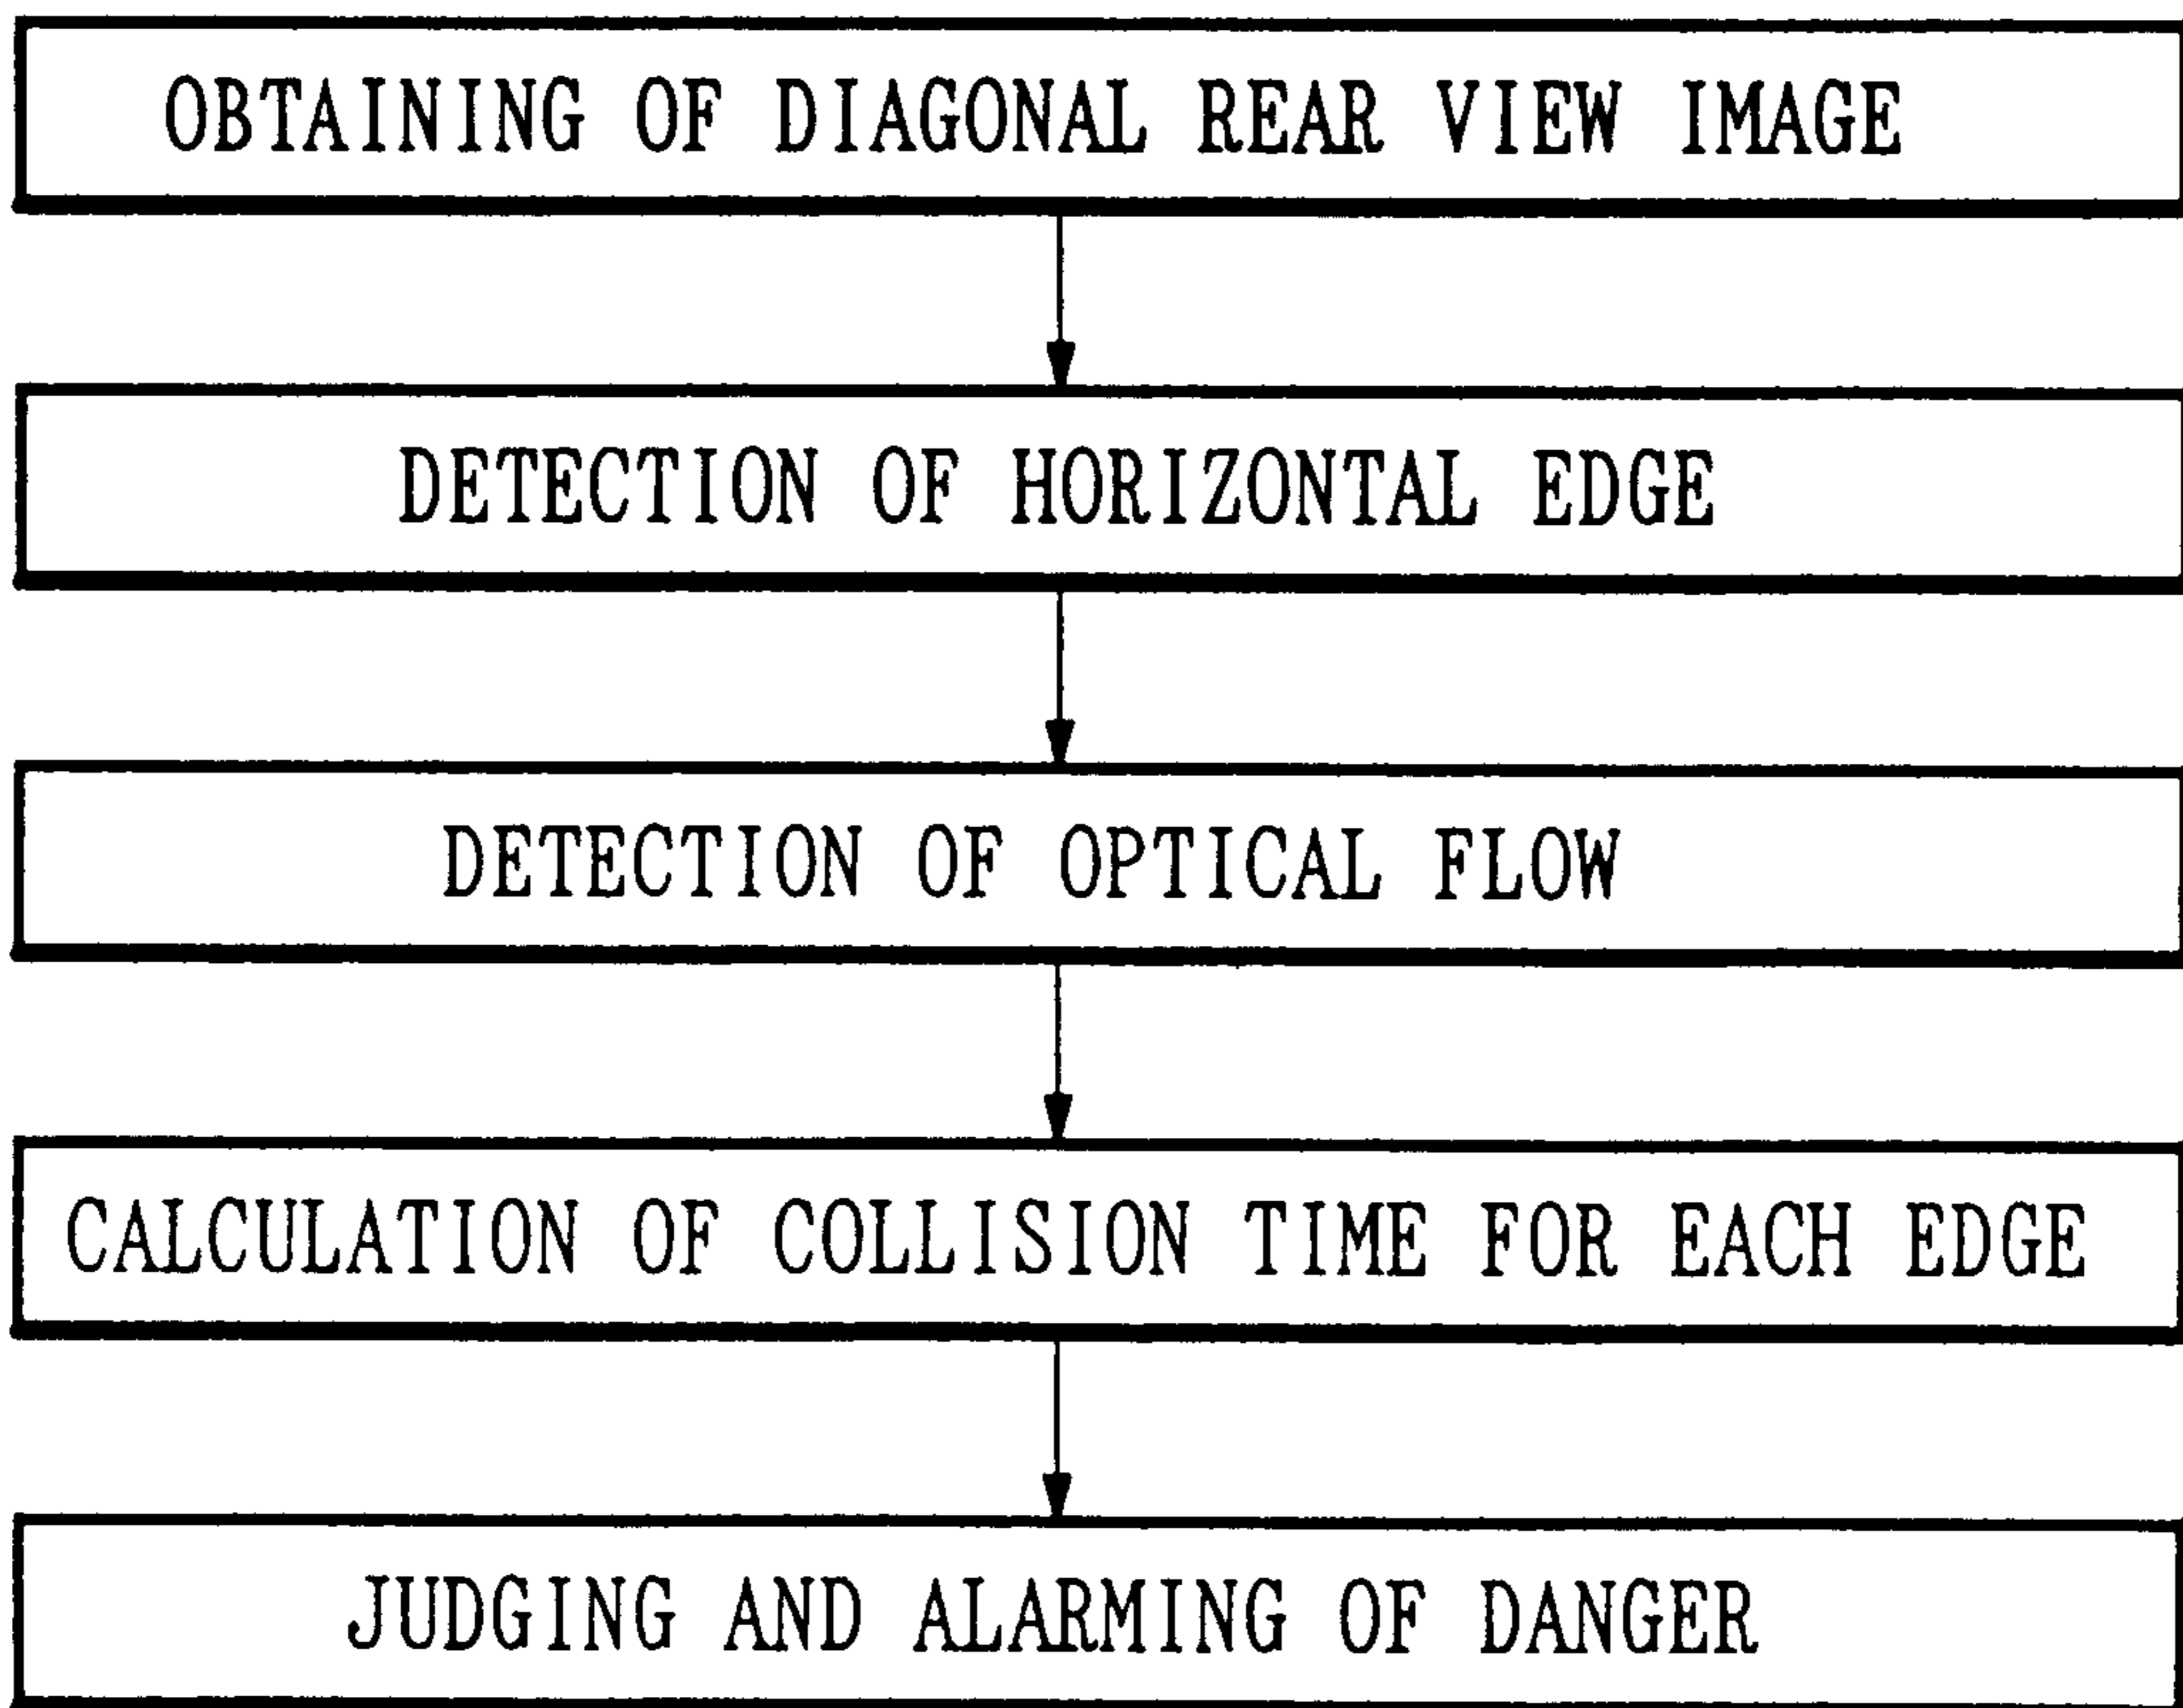 OBTAINING OF DIAGONAL REAR VIEW IMAGE
DETECTION OF HORIZONTAL EDGE
DETECTION OF OPTICAL FLOW
CALCULATION OF COLLISION TIME FOR EACH EDGE
JUDGING AND ALARMING OF DANGER